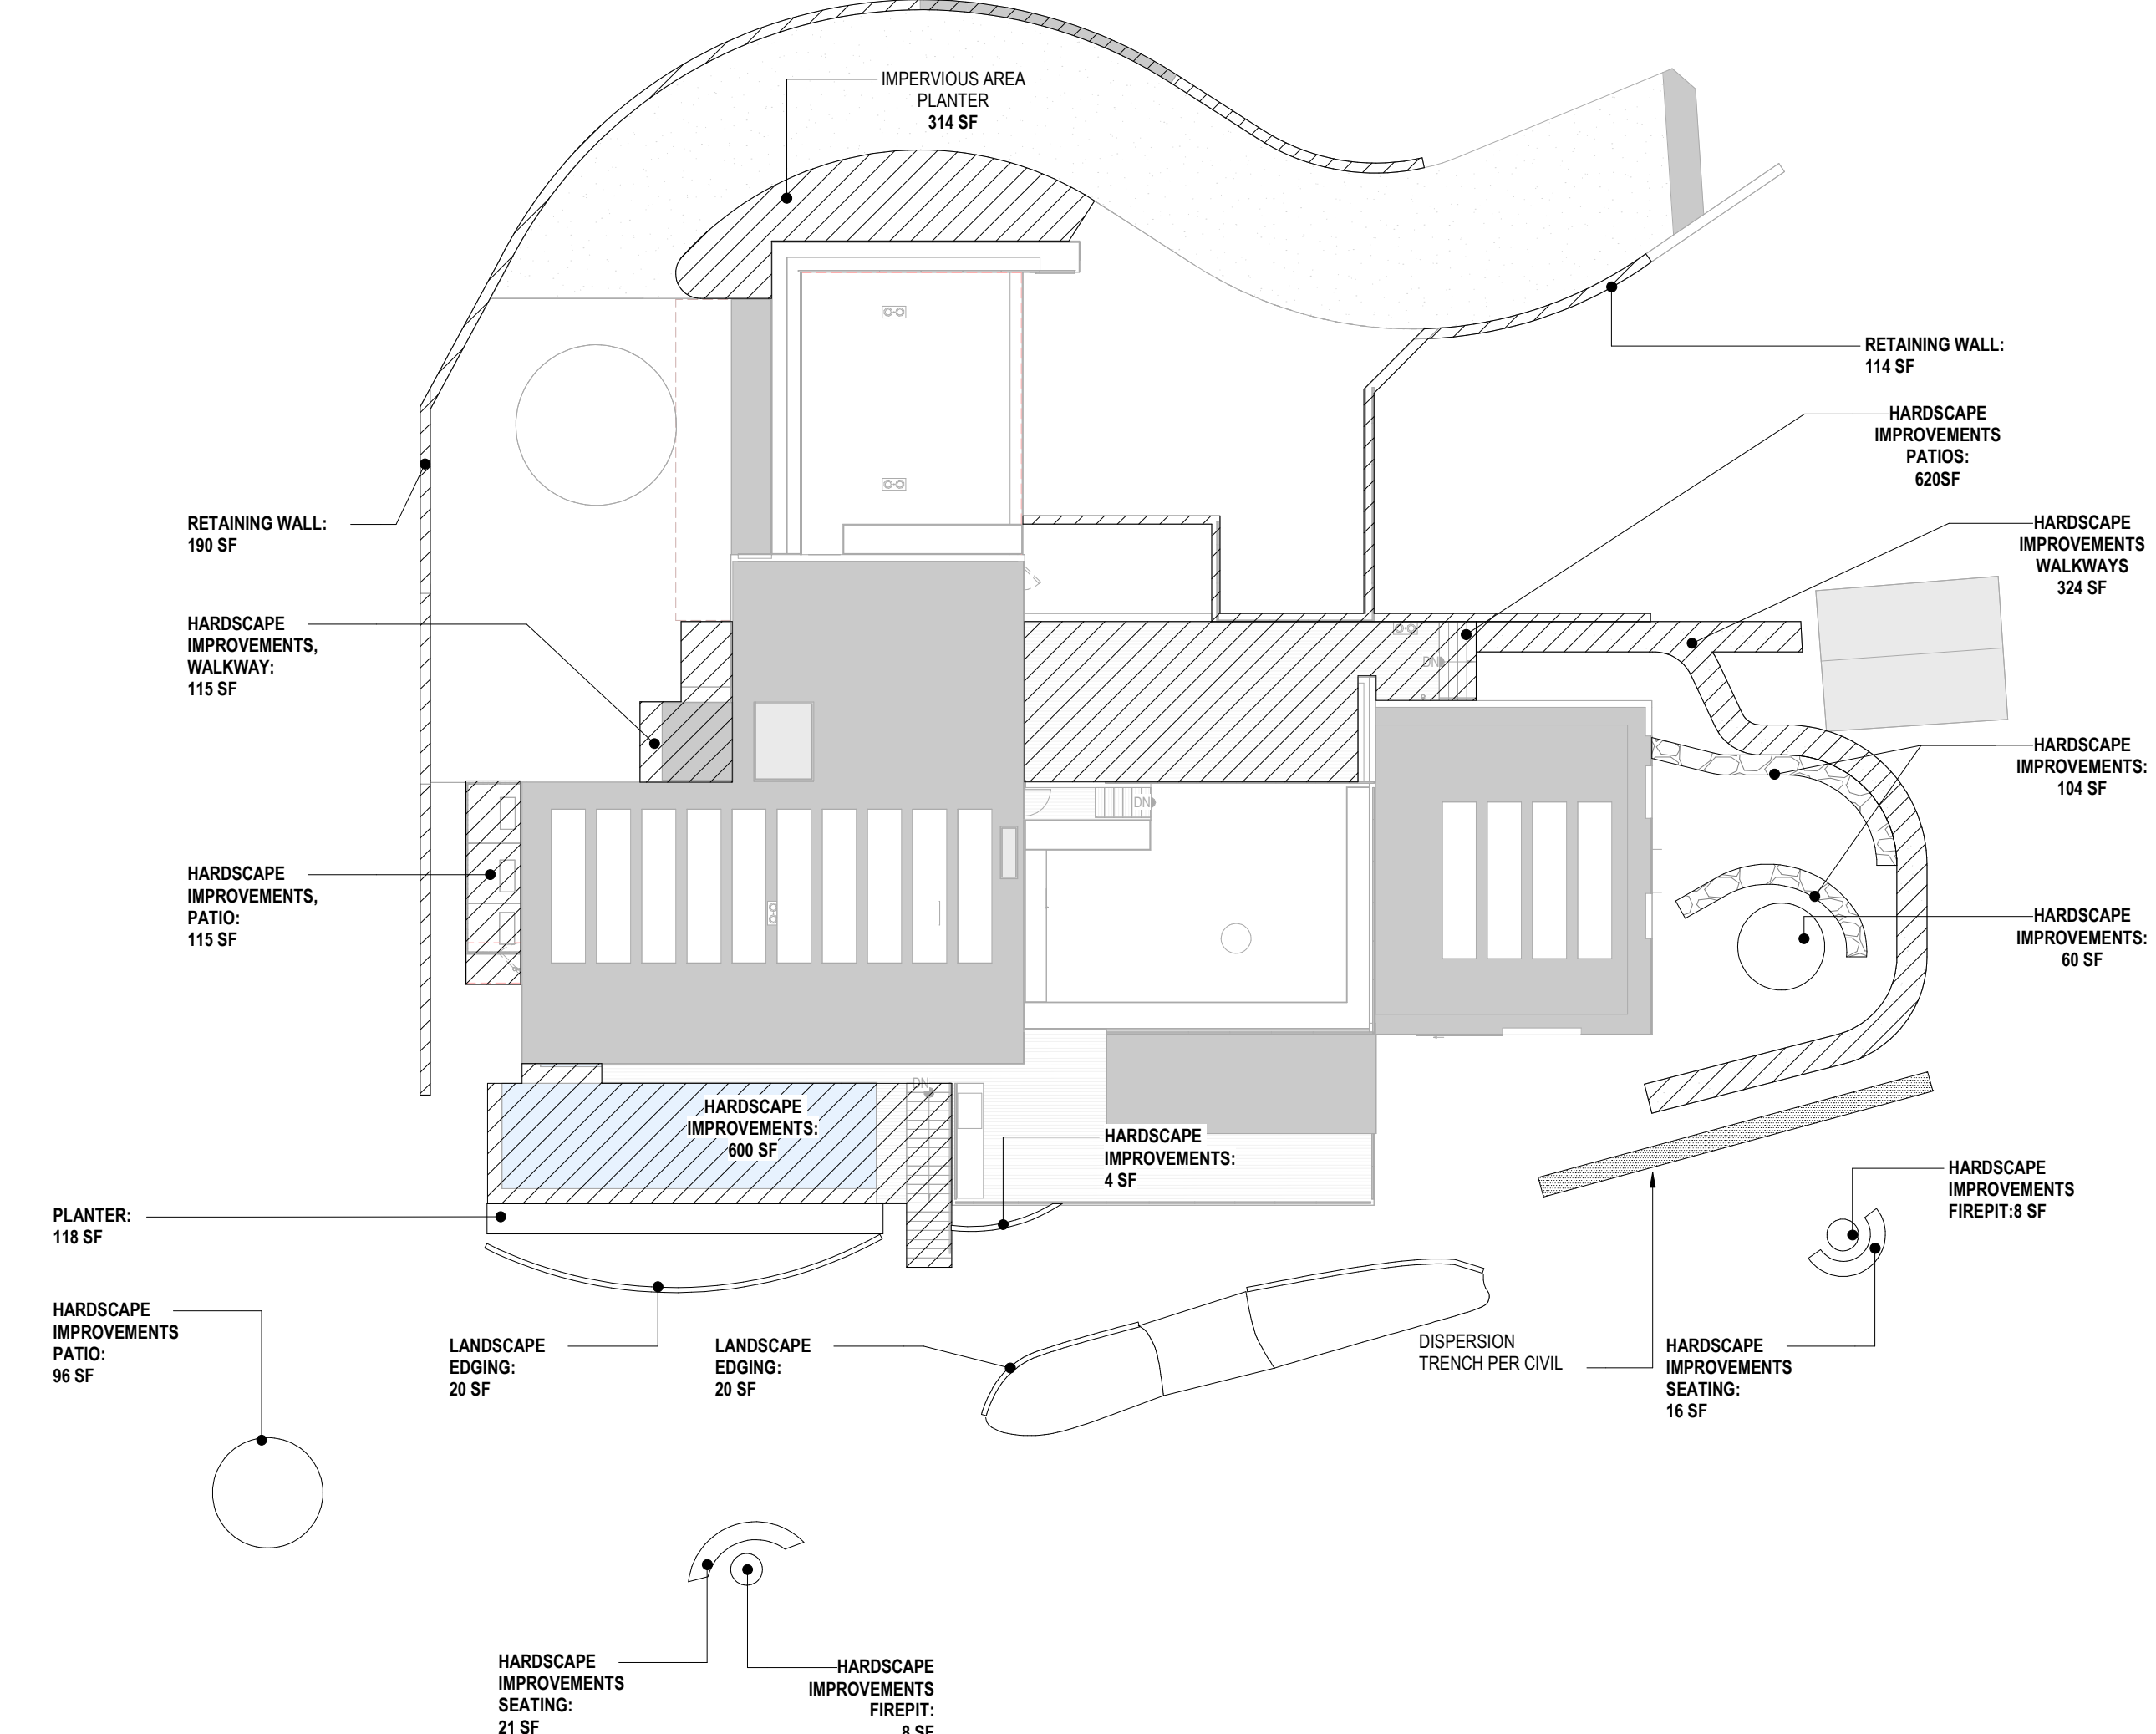 IMPERVIOUS AREA
PLANTER
314 SF
RETAINING WALL:
114 SF
HARDSCAPE
IMPROVEMENTS
PATIOS:
620SF
RETAINING WALL:
190 SF
HARDSCAPE
IMPROVEMENTS
WALKWAYS
324 SF
HARDSCAPE
IMPROVEMENTS,
WALKWAY:
115 SF
DN
HARDSCAPE
IMPROVEMENTS:
104 SF
DN
HARDSCAPE
IMPROVEMENTS,
PATIO:
115 SF
HARDSCAPE
IMPROVEMENTS:
60 SF
DN
HARDSCAPE
IMPROVEMENTS:
600 SF
HARDSCAPE
IMPROVEMENTS:
4 SF
HARDSCAPE
IMPROVEMENTS
FIREPIT:8 SF
PLANTER:
118 SF
HARDSCAPE
IMPROVEMENTS
PATIO:
96 SF
LANDSCAPE
EDGING:
20 SF
LANDSCAPE
EDGING:
20 SF
DISPERSION
TRENCH PER CIVIL
HARDSCAPE
IMPROVEMENTS
SEATING:
16 SF
HARDSCAPE
IMPROVEMENTS
SEATING:
21 SF
HARDSCAPE
IMPROVEMENTS
FIREPIT:
8 SF